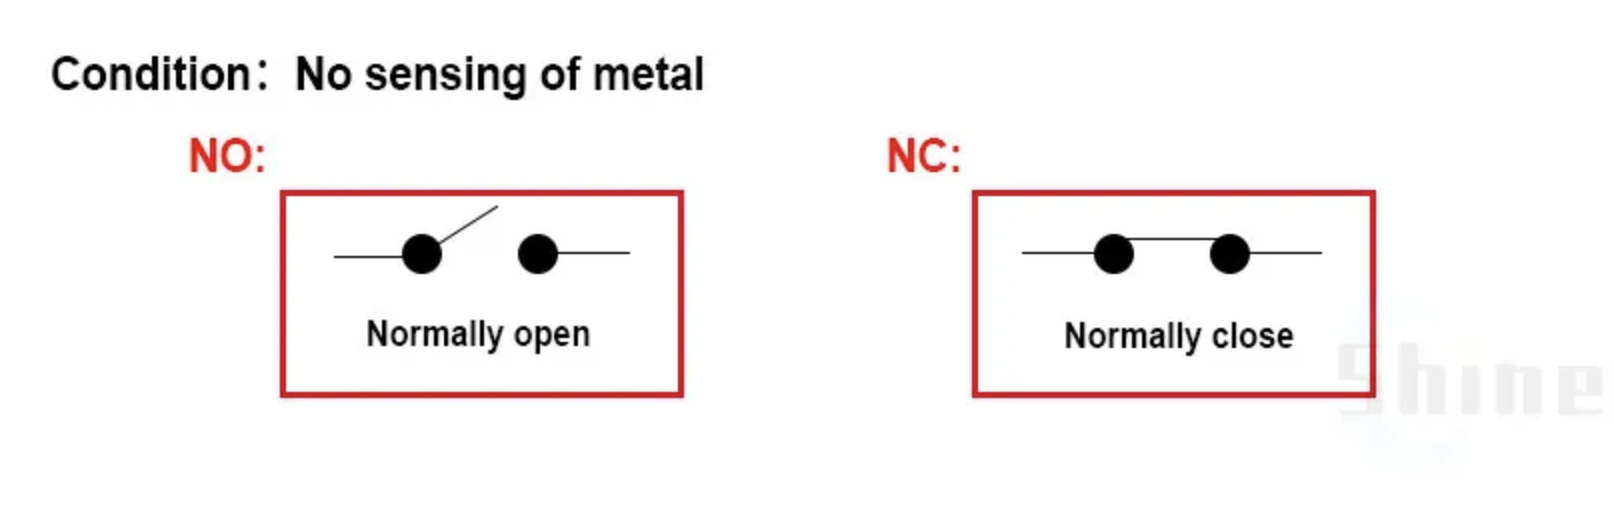 Condition: No sensing of metal
NO:
NC:
Normally open
Normally close
Shine